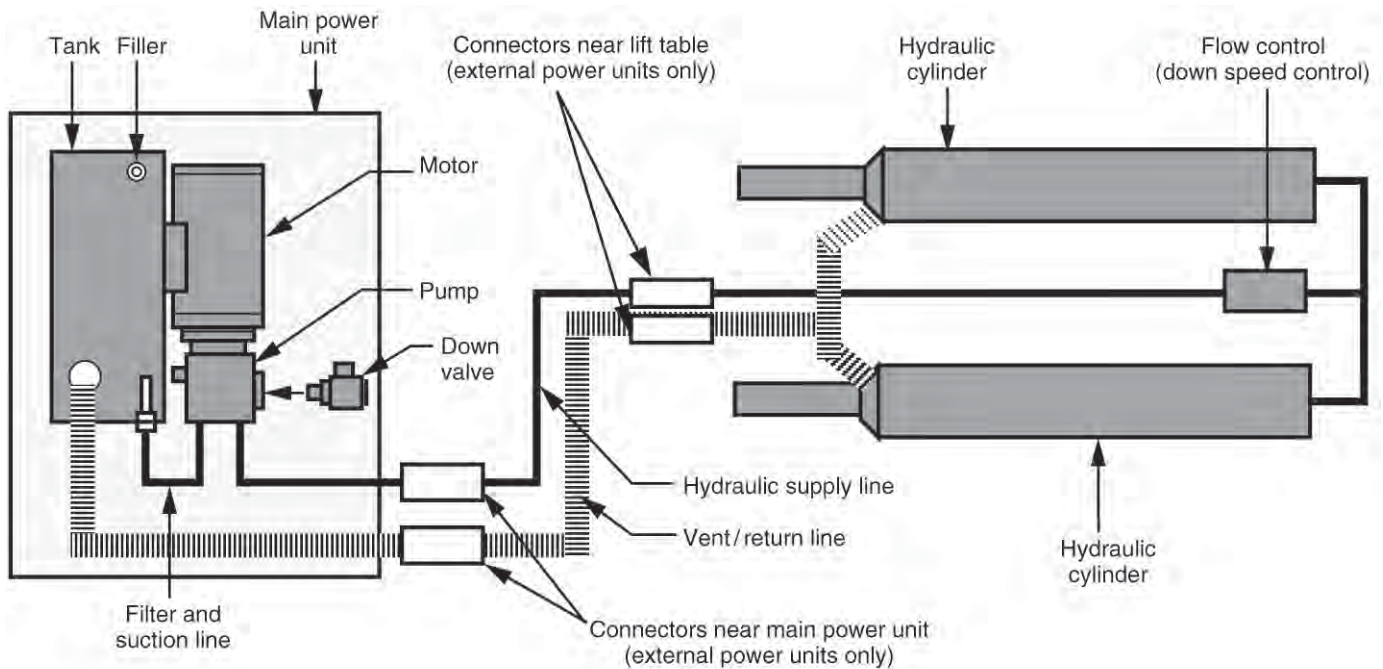 Main power
unit
Tank
Filler
Connectors near lift table
(external power units only)
Hydraulic
cylinder
Flow control
(down speed control)
Motor
Pump
Down
valve
Hydraulic supply line
Vent/return line
Hydraulic
cylinder
Filter and
suction line
Connectors near main power unit
(external power units only)